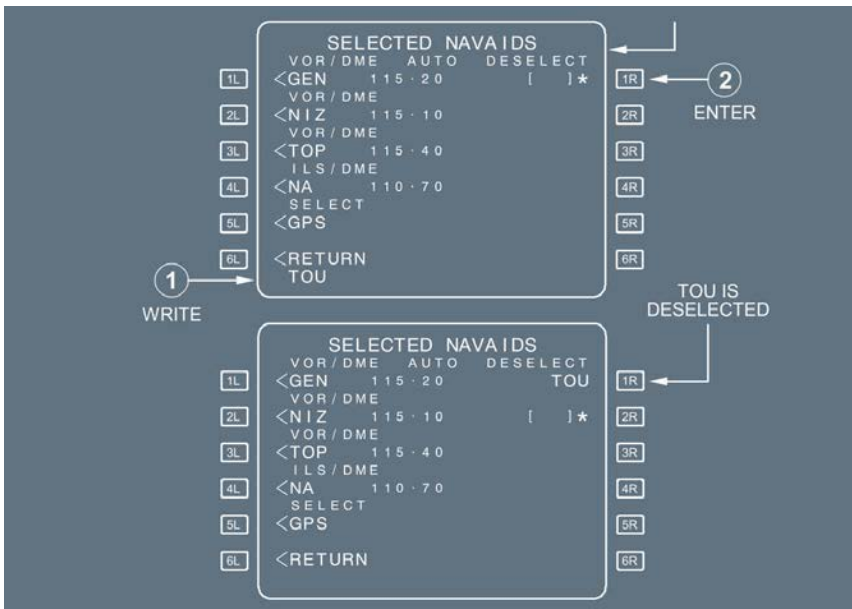 SELECTED NAVAIDS
VOR/DME AUTO DESELECT
1L <GEN 115·20 [ ]* 1R 2
VOR/DME ENTER
2L <NIZ 115·10 2R
VOR/DME
3L <TOP 115·40 3R
ILS/DME
4L <NA 110·70 4R
SELECT
5L <GPS 5R
6L <RETURN 6R
1 TOU
WRITE
TOU IS
DESELECTED
SELECTED NAVAIDS
VOR/DME AUTO DESELECT
1L <GEN 115·20 TOU 1R
VOR/DME
2L <NIZ 115·10 [ ]* 2R
VOR/DME
3L <TOP 115·40 3R
ILS/DME
4L <NA 110·70 4R
SELECT
5L <GPS 5R
6L <RETURN 6R